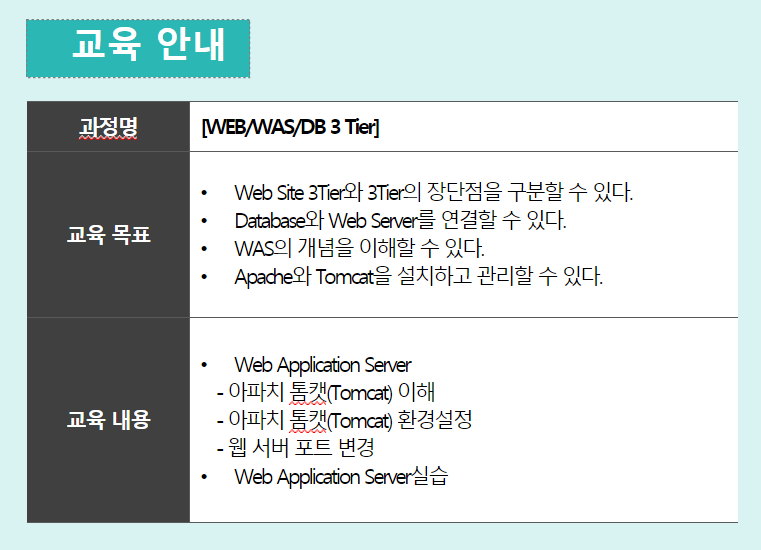 교육 안내
과정명
[WEB/WAS/DB 3 Tier]
교육 목표
• Web Site 3Tier와 3Tier의 장단점을 구분할 수 있다.
• Database와 Web Server를 연결할 수 있다.
• WAS의 개념을 이해할 수 있다.
• Apache와 Tomcat을 설치하고 관리할 수 있다.
교육 내용
• Web Application Server
- 아파치 톰캣(Tomcat) 이해
- 아파치 톰캣(Tomcat) 환경설정
- 웹 서버 포트 변경
• Web Application Server실습